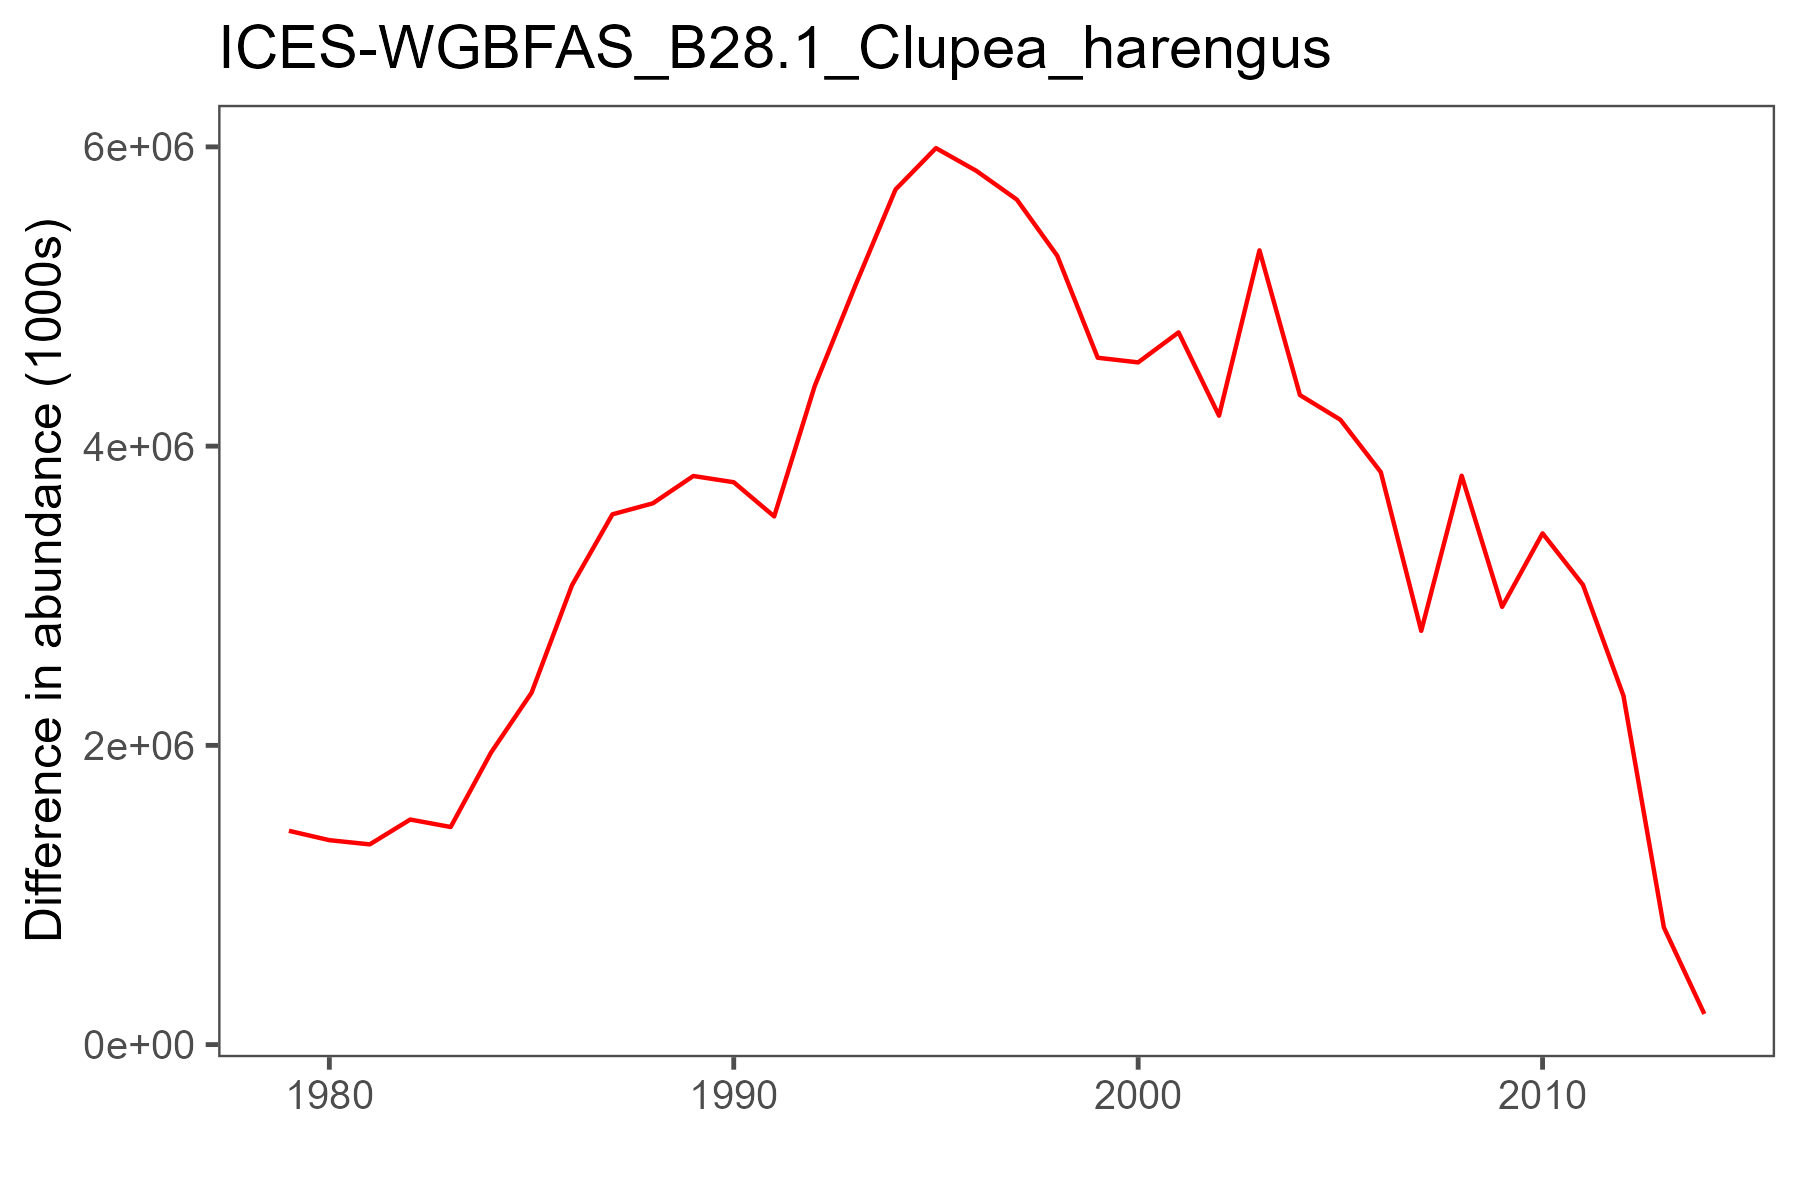 ICES-WGBFAS_B28.1_Clupea_harengus
Difference in abundance (1000s)
6e+06
4e+06
2e+06
0e+00
1980 1990 2000 2010